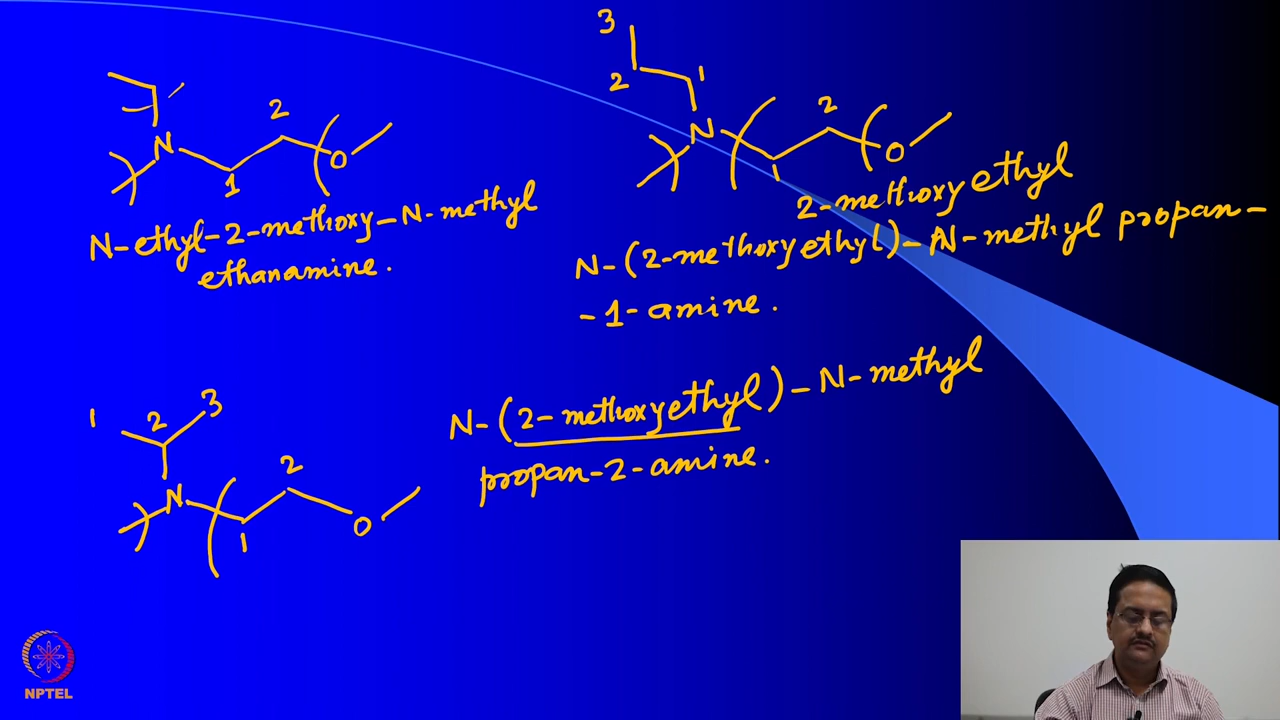 3
2
1
N
2
O
1
N-ethyl-2-methoxy-N-methyl
ethanamine.
N
2
O
1
2-methoxyethyl
N-(2-methoxyethyl)-N-methyl propan-
-1-amine.
1
2
3
N
2
O
1
N-(2-methoxyethyl)-N-methyl
propan-2-amine.
NPTEL